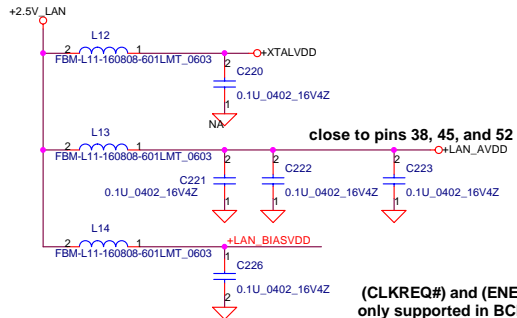 +2.5V_LAN
L12
2 1
FBM-L11-160808-601LMT_0603
+XTALVDD
2
C220
0.1U_0402_16V4Z
1
NA
close to pins 38, 45, and 52
L13
2 1
FBM-L11-160808-601LMT_0603
+LAN_AVDD
2 2 2
C221 C222 C223
0.1U_0402_16V4Z 0.1U_0402_16V4Z 0.1U_0402_16V4Z
1 1 1
L14
2 1
FBM-L11-160808-601LMT_0603
+LAN_BIASVDD
1
C226
0.1U_0402_16V4Z
2
(CLKREQ#) and (ENE
only supported in BC